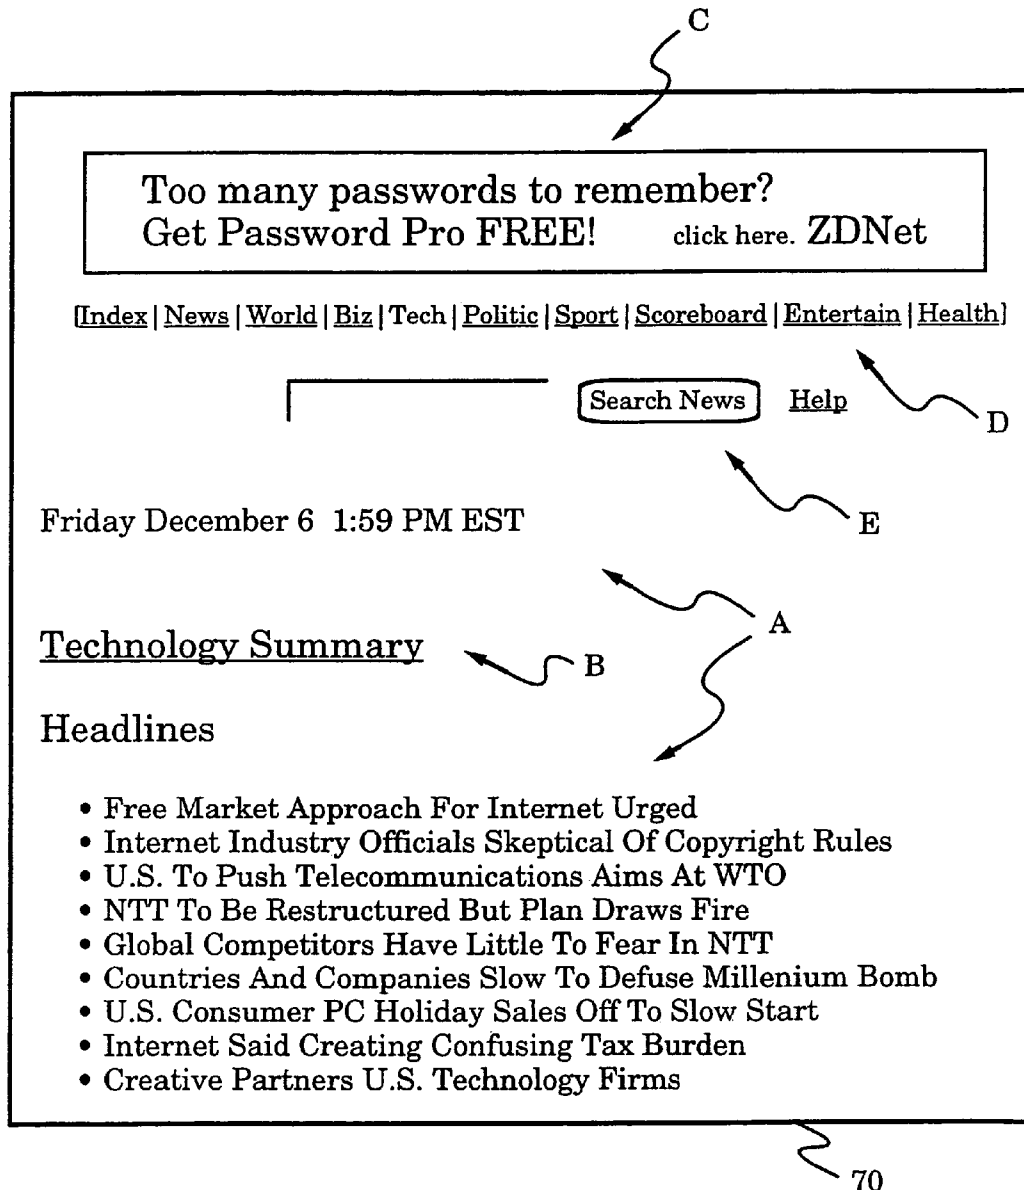 C
Too many passwords to remember?
Get Password Pro FREE! click here. ZDNet
[Index | News | World | Biz | Tech | Politic | Sport | Scoreboard | Entertain | Health]
Search News Help
D
E
Friday December 6 1:59 PM EST
A
Technology Summary
B
Headlines
• Free Market Approach For Internet Urged
• Internet Industry Officials Skeptical Of Copyright Rules
• U.S. To Push Telecommunications Aims At WTO
• NTT To Be Restructured But Plan Draws Fire
• Global Competitors Have Little To Fear In NTT
• Countries And Companies Slow To Defuse Millenium Bomb
• U.S. Consumer PC Holiday Sales Off To Slow Start
• Internet Said Creating Confusing Tax Burden
• Creative Partners U.S. Technology Firms
70